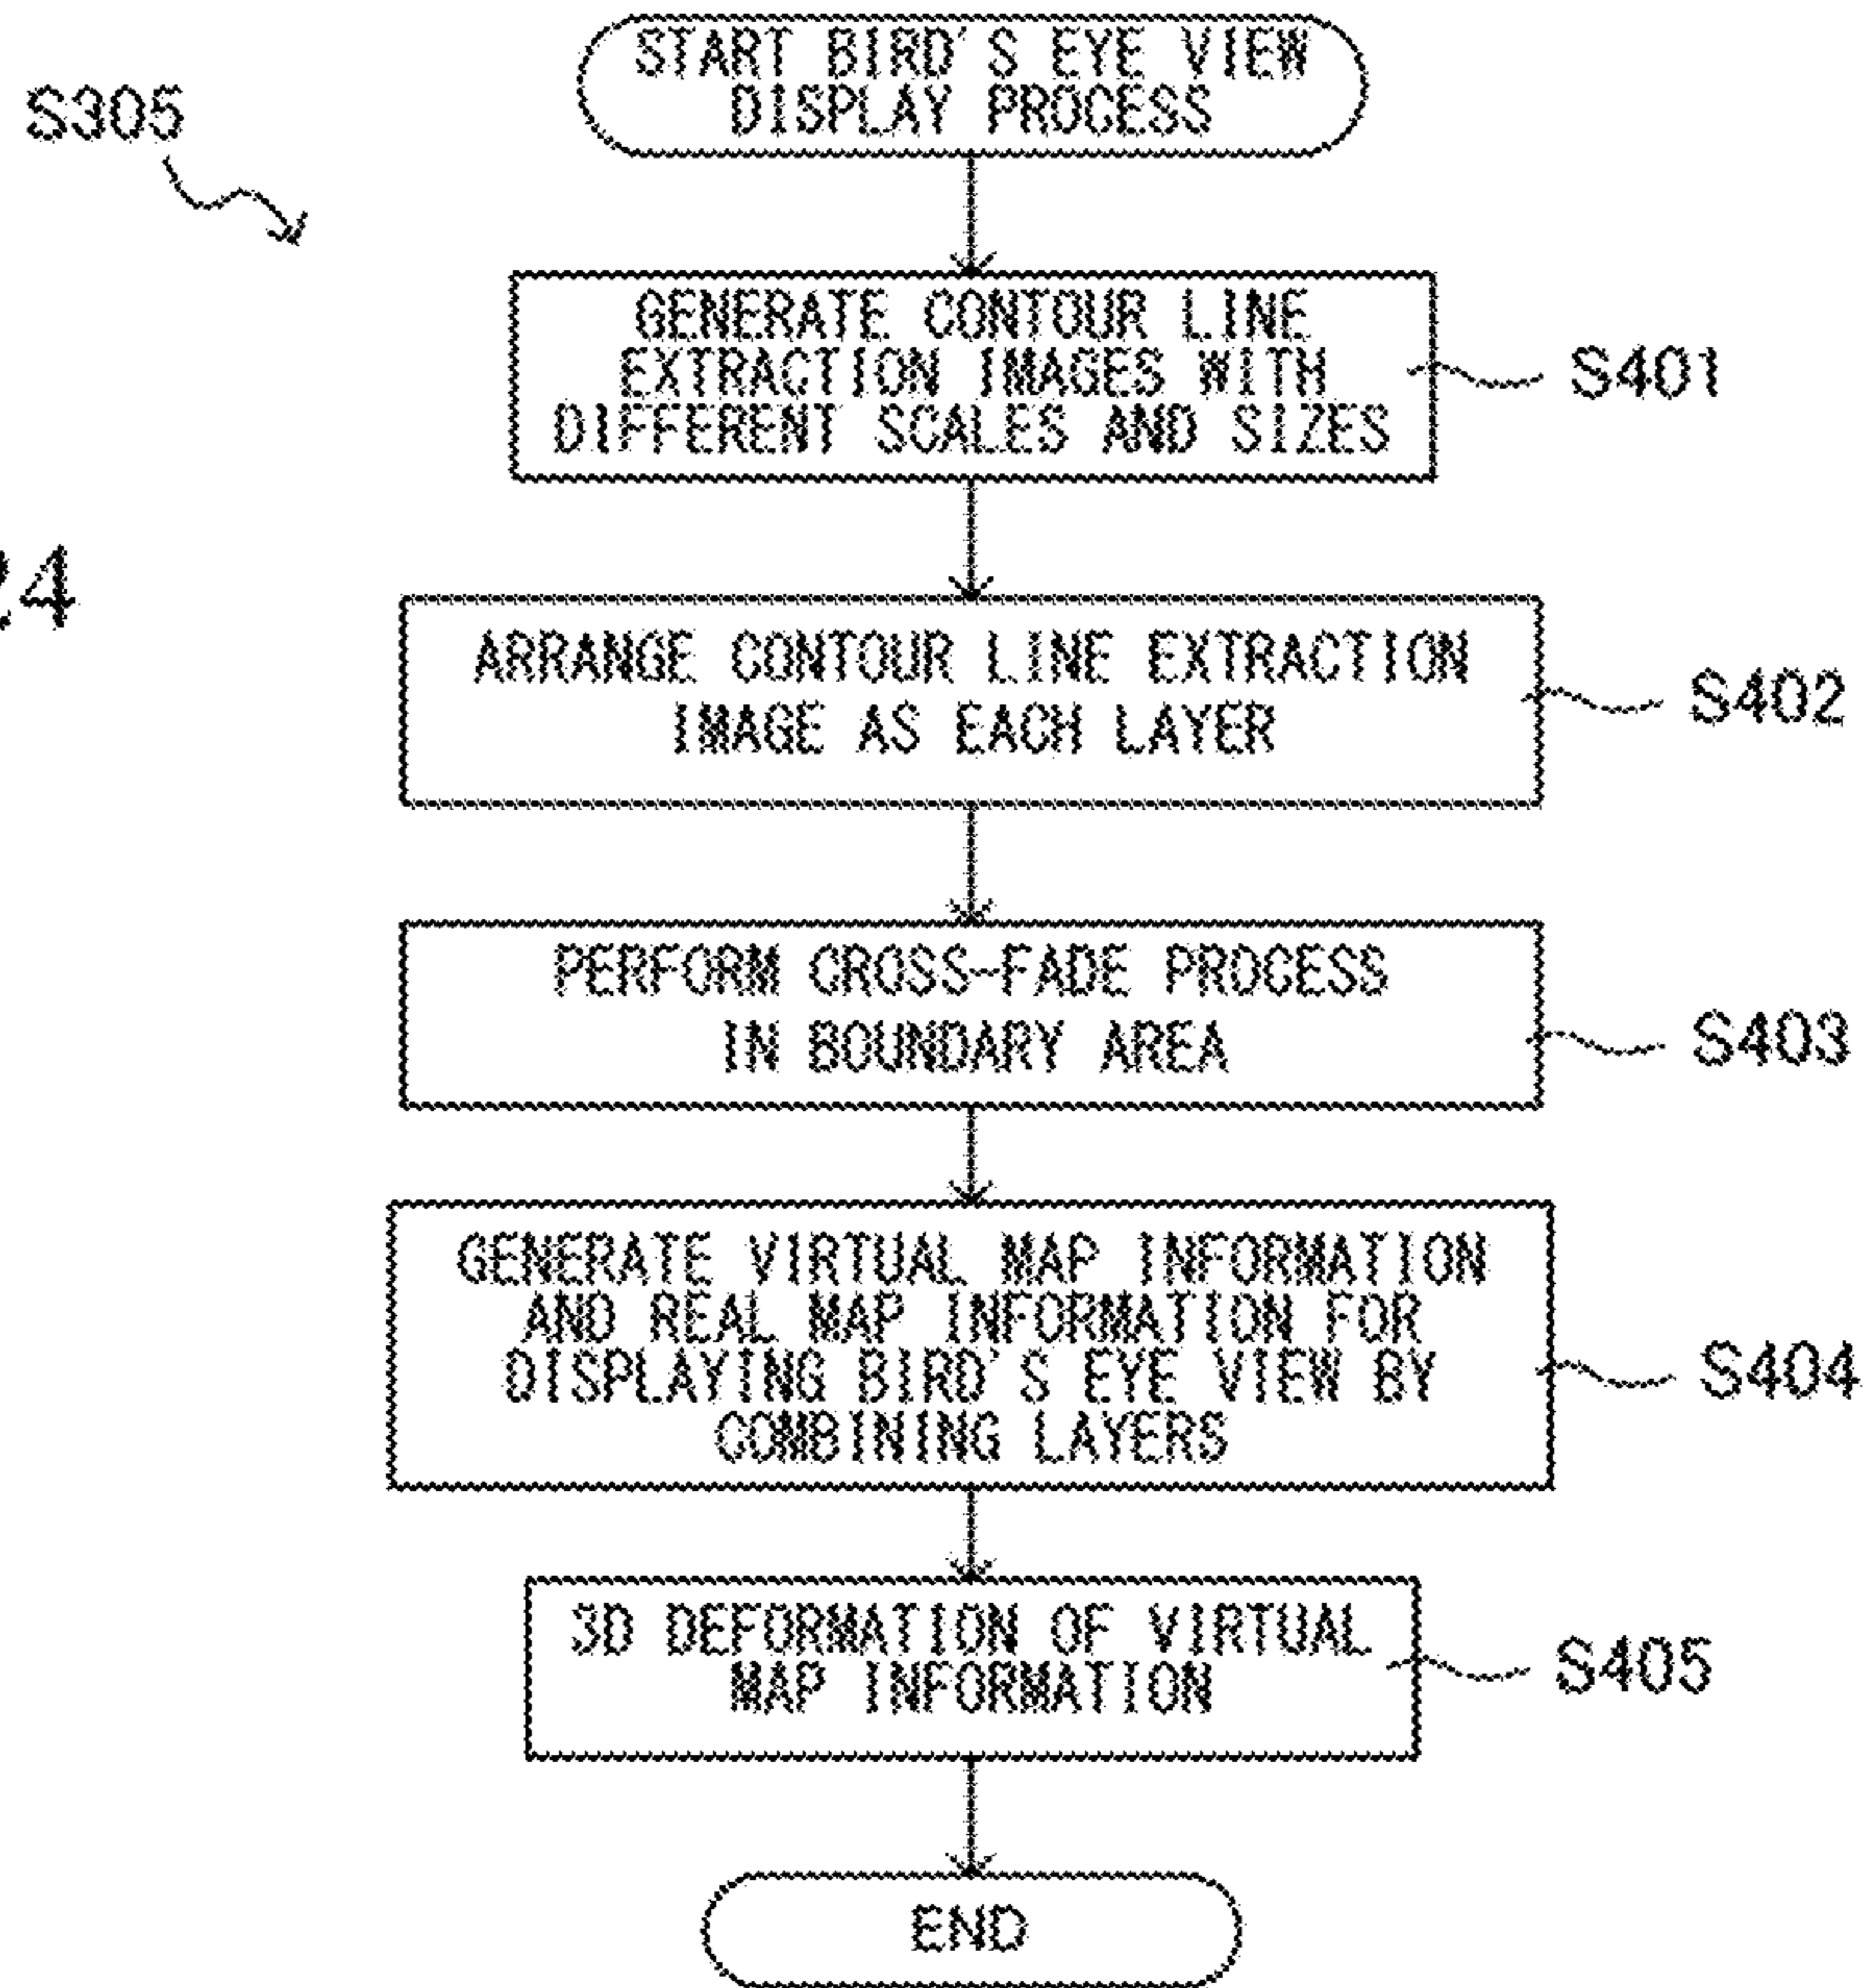 START BIRD'S EYE VIEW
DISPLAY PROCESS
S305
GENERATE CONTOUR LINE
EXTRACTION IMAGES WITH
DIFFERENT SCALES AND SIZES
S401
24
ARRANGE CONTOUR LINE EXTRACTION
IMAGE AS EACH LAYER
S402
PERFORM CROSS-FADE PROCESS
IN BOUNDARY AREA
S403
GENERATE VIRTUAL MAP INFORMATION
AND REAL MAP INFORMATION FOR
DISPLAYING BIRD'S EYE VIEW BY
COMBINING LAYERS
S404
3D DEFORMATION OF VIRTUAL
MAP INFORMATION
S405
END